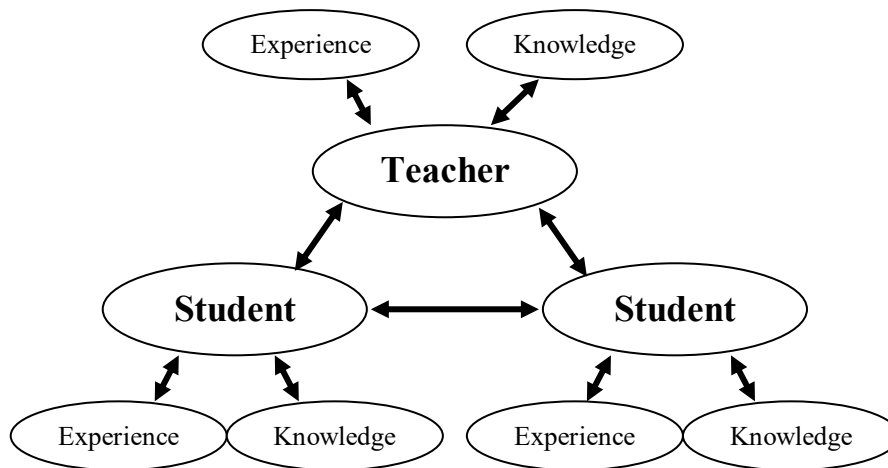 Experience
Knowledge
Teacher
Student
Student
Experience
Knowledge
Experience
Knowledge